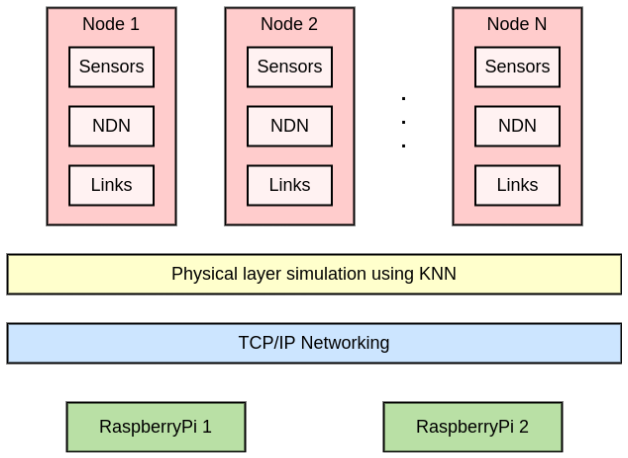 Node 1
Sensors
NDN
Links
Node 2
Sensors
NDN
Links
Node N
Sensors
NDN
Links
Physical layer simulation using KNN
TCP/IP Networking
RaspberryPi 1
RaspberryPi 2